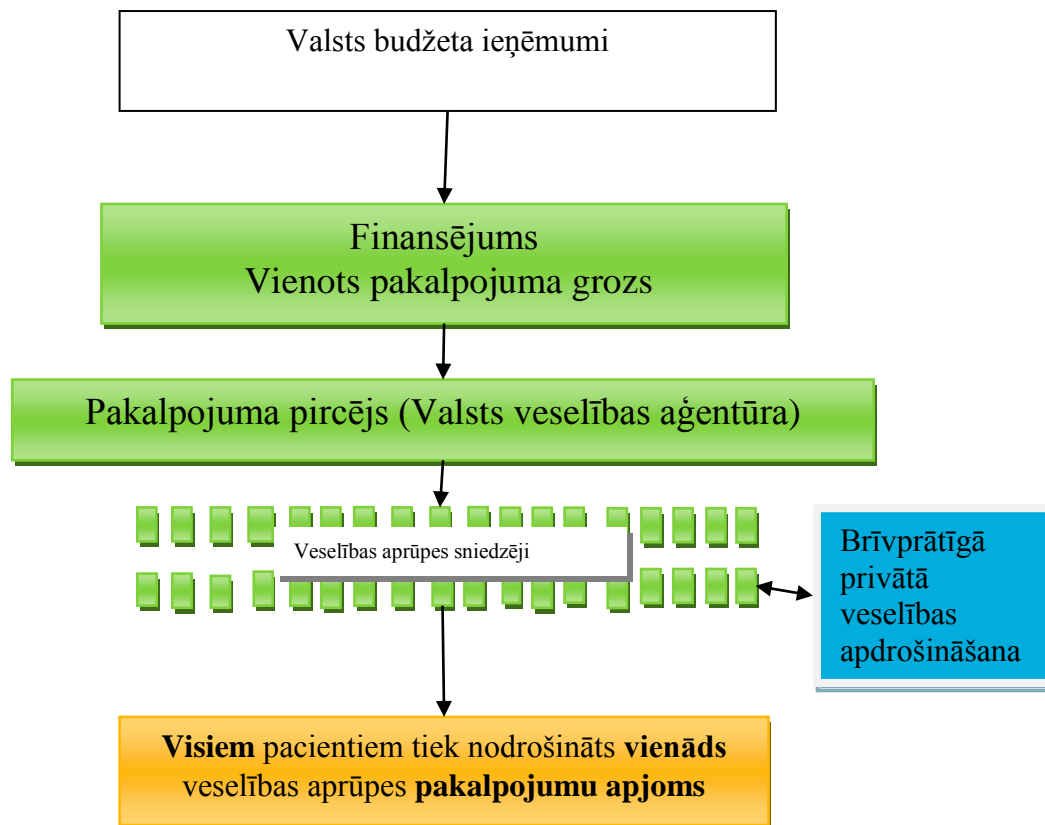 Valsts budžeta ieņēmumi
Finansējums
Vienots pakalpojuma grozs
Pakalpojuma pircējs (Valsts veselības aģentūra)
Veselības aprūpes sniedzēji
Brīvprātīgā
privātā
veselības
apdrošināšana
Visiem pacientiem tiek nodrošināts vienāds
veselības aprūpes pakalpojumu apjoms